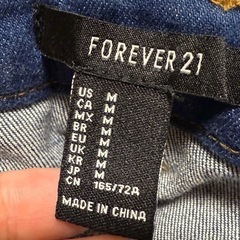 FOREVER 21
US M
CA M
MX M
BR M
EU M
UK M
KR M
JP M
CN 165/72A
MADE IN CHINA